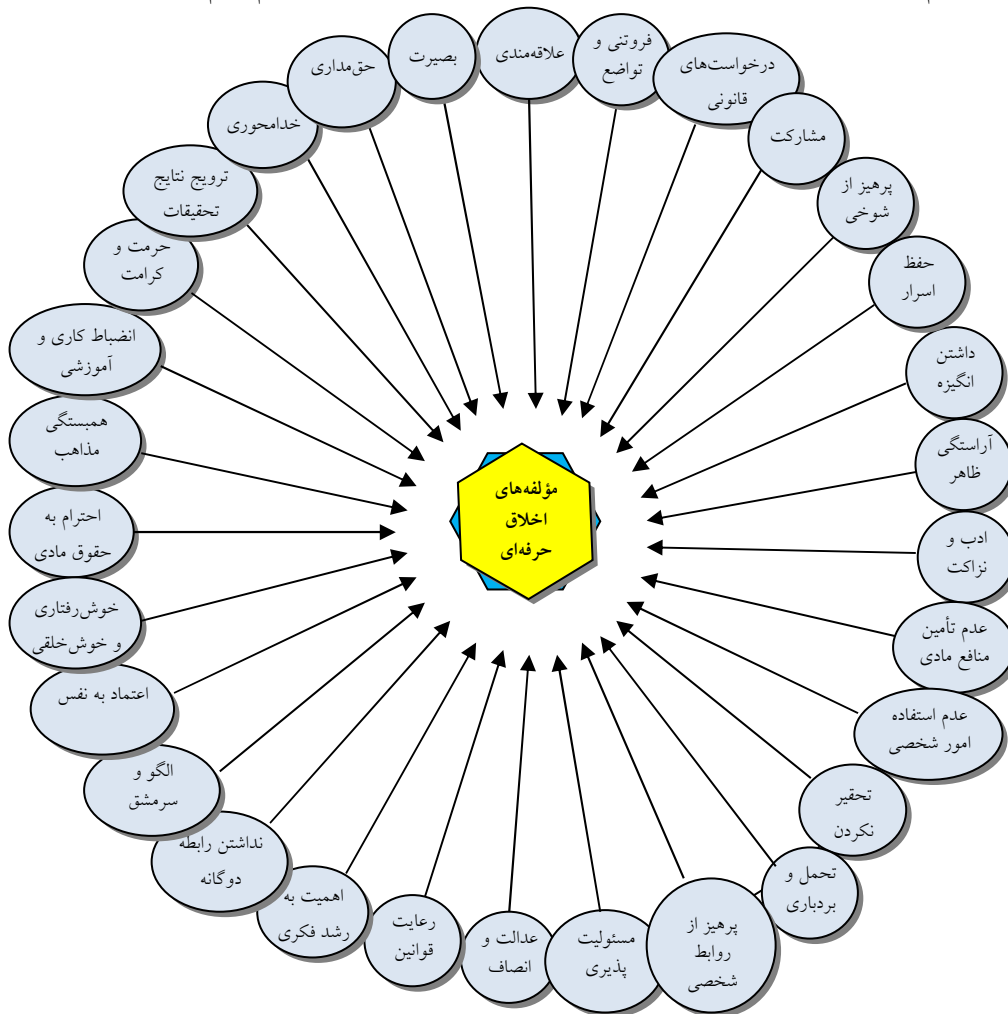 علاقه‌مندی
فروتنی و
تواضع
درخواست‌های
قانونی
مشارکت
پرهیز از
شوخی
حفظ
اسرار
داشتن
انگیزه
آراستگی
ظاهر
ادب و
نزاکت
عدم تأمین
منافع مادی
عدم استفاده
امور شخصی
تحقیر
نکردن
تحمل و
بردباری
پرهیز از
روابط
شخصی
مسئولیت
پذیری
عدالت و
انصاف
رعایت
قوانین
اهمیت به
رشد فکری
نداشتن رابطه
دوگانه
الگو و
سرمشق
اعتماد به نفس
خوش‌رفتاری
و خوش‌خلقی
احترام به
حقوق مادی
همبستگی
مذاهب
انضباط کاری و
آموزشی
حرمت و
کرامت
ترویج نتایج
تحقیقات
خدامحوری
حق‌مداری
بصیرت
مؤلفه‌های
اخلاق
حرفه‌ای